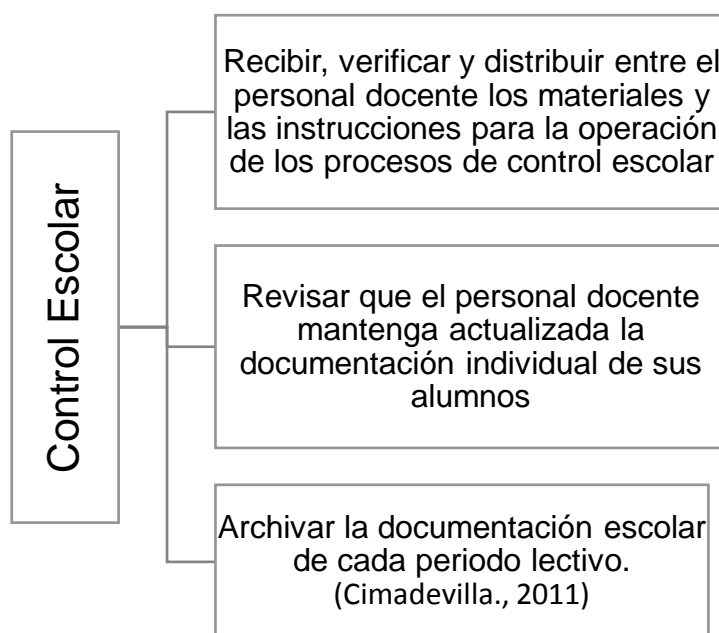 Control Escolar
Recibir, verificar y distribuir entre el
personal docente los materiales y
las instrucciones para la operación
de los procesos de control escolar
Revisar que el personal docente
mantenga actualizada la
documentación individual de sus
alumnos
Archivar la documentación escolar
de cada periodo lectivo.
(Cimadevilla., 2011)